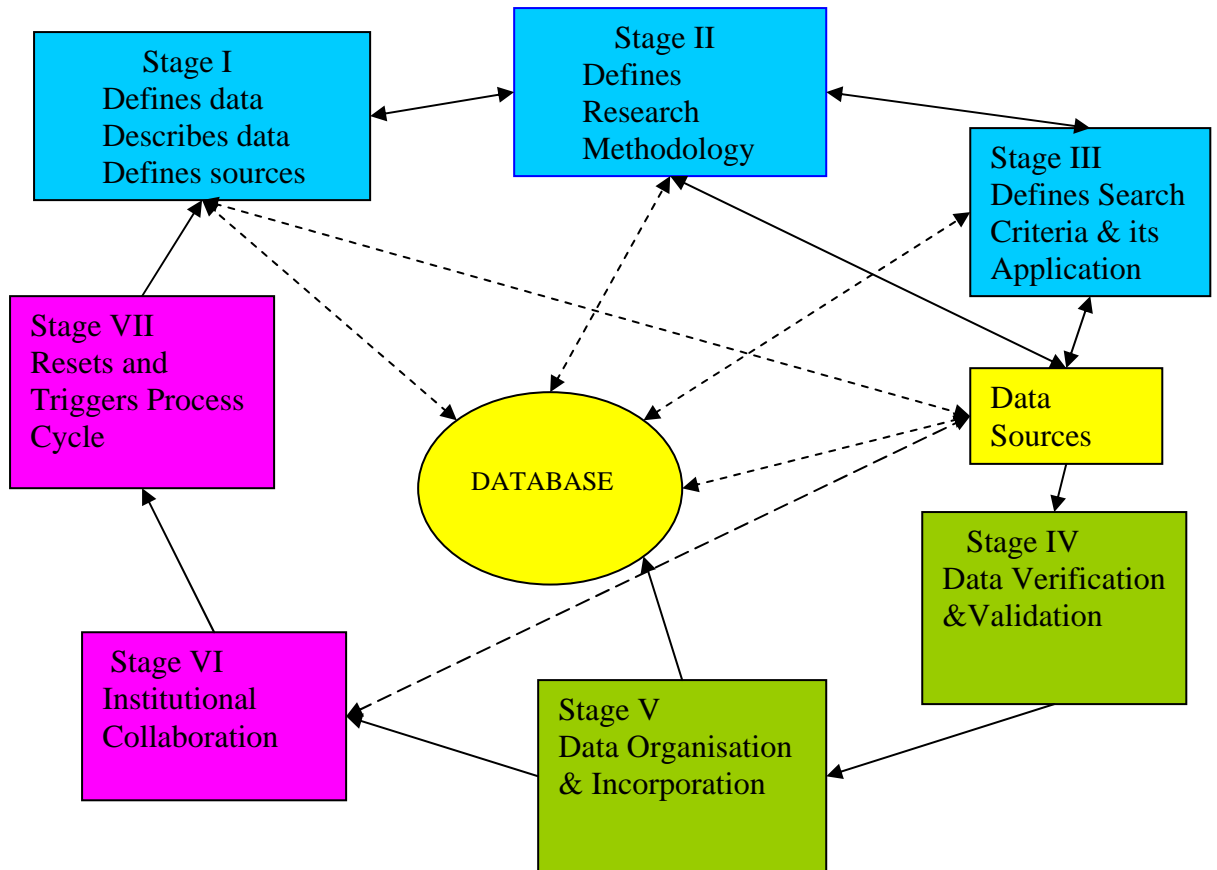 Stage I
Defines data
Describes data
Defines sources
Stage II
Defines
Research
Methodology
Stage III
Defines Search
Criteria & its
Application
Stage VII
Resets and
Triggers Process
Cycle
DATABASE
Data
Sources
Stage IV
Data Verification
&Validation
Stage VI
Institutional
Collaboration
Stage V
Data Organisation
& Incorporation